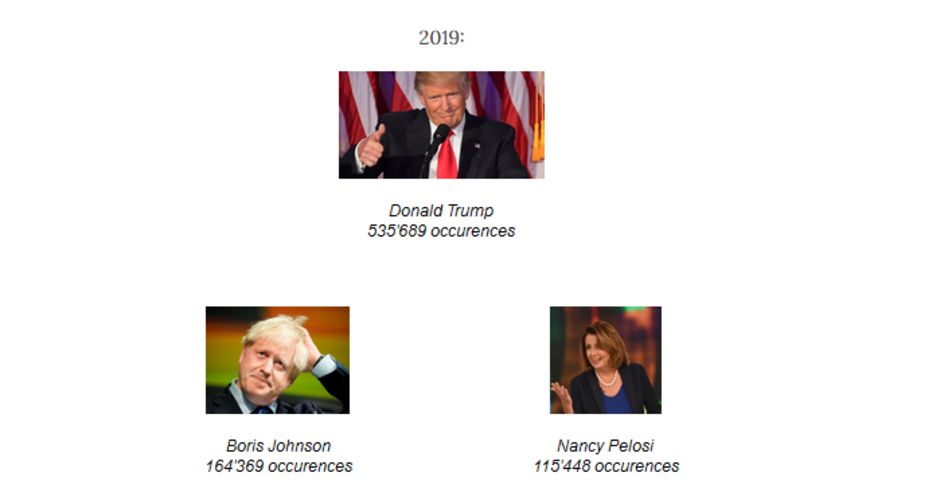 2019:
Donald Trump
535'689 occurences
Boris Johnson
164'369 occurences
Nancy Pelosi
115'448 occurences